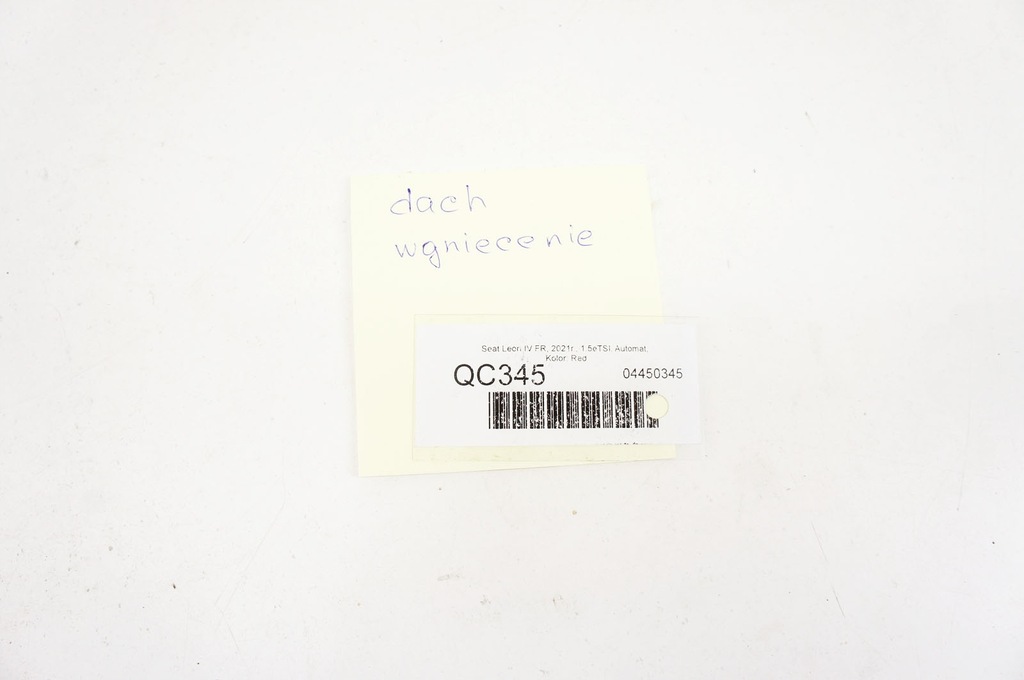 dach
wgniecenie
Seat Leon IV FR, 2021r., 1.5eTSI, Automat,
Kolor: Red
QC345 04450345